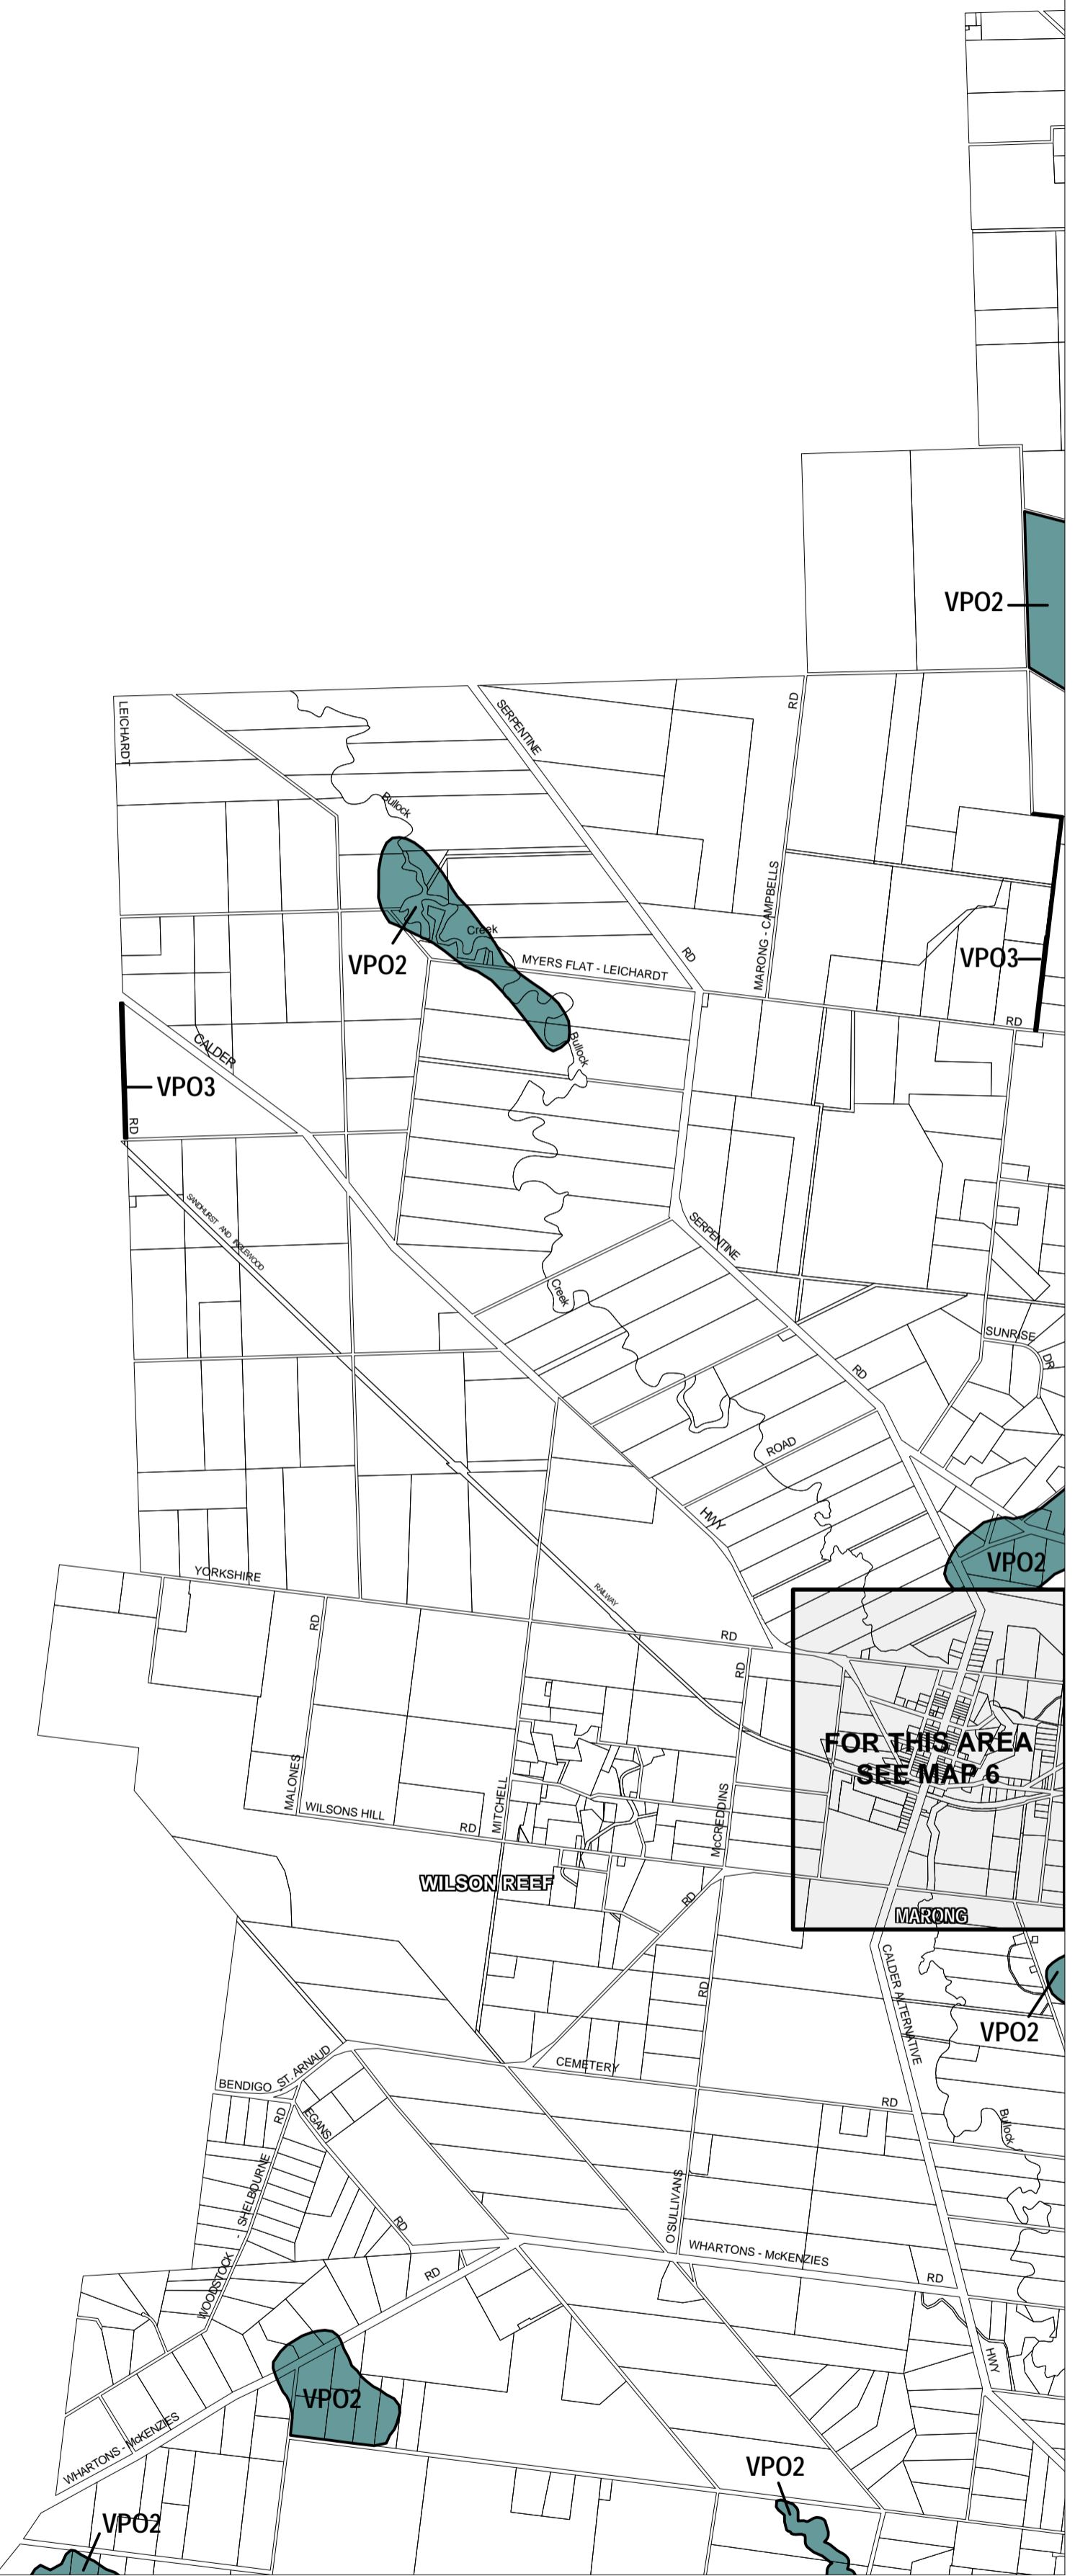 VPO2
LEICHARDT
SERPENTINE
RD
Bullock
MARONG - CAMPBELLS
Creek
VPO2
MYERS FLAT - LEICHARDT
RD
VPO3
RD
CALDER
Bullock
VPO3
RD
SANDHURST AND INGLEWOOD
SERPENTINE
Creek
SUNRISE
DR
RD
ROAD
HWY
VPO2
YORKSHIRE
RAILWAY
RD
RD
RD
FOR THIS AREA
SEE MAP 6
MALONES
MITCHELL
McCREDDINS
WILSONS HILL
RD
WILSON REEF
RD
MARONG
CALDER ALTERNATIVE
RD
VPO2
ST. ARNAUD
BENDIGO -
CEMETERY
RD
RD
EGANS
Bullock
WOODSTOCK - SHELBOURNE
RD
O'SULLIVANS
WHARTONS - McKENZIES
RD
RD
HWY
VPO2
WHARTONS - McKENZIES
VPO2
VPO2